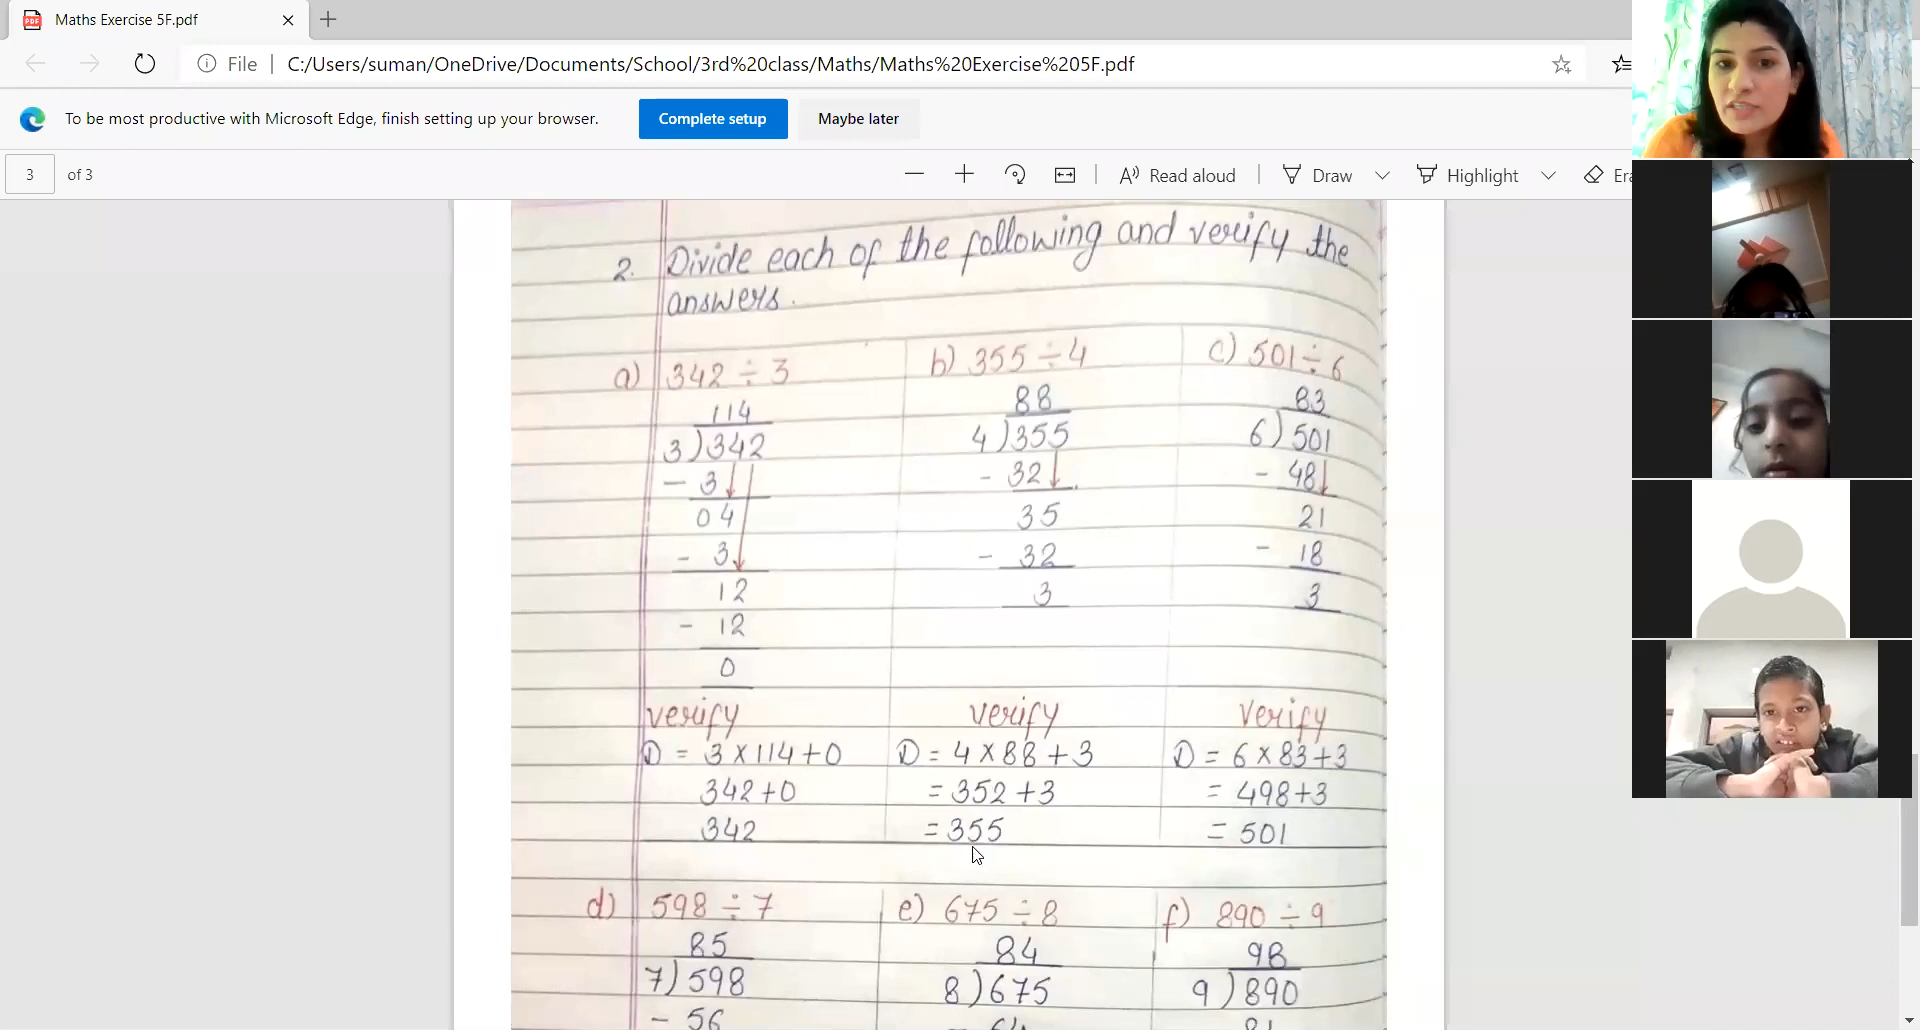 Maths Exercise 5F.pdf
File | C:/Users/suman/OneDrive/Documents/School/3rd%20class/Maths/Maths%20Exercise%205F.pdf
To be most productive with Microsoft Edge, finish setting up your browser. Complete setup Maybe later
3 of 3 Read aloud Draw Highlight Era
2. Divide each of the following and verify the
answers.
a) 342 ÷ 3
114
3)342
- 3
04
- 3
12
- 12
0
verify
D = 3 × 114 + 0
342 + 0
342
b) 355 ÷ 4
88
4)355
- 32
35
- 32
3
verify
D = 4 × 88 + 3
= 352 + 3
= 355
c) 501 ÷ 6
83
6)501
- 48
21
- 18
3
verify
D = 6 × 83 + 3
= 498 + 3
= 501
d) 598 ÷ 7
85
7)598
- 56
e) 675 ÷ 8
84
8)675
- 64
f) 890 ÷ 9
98
9)890
81